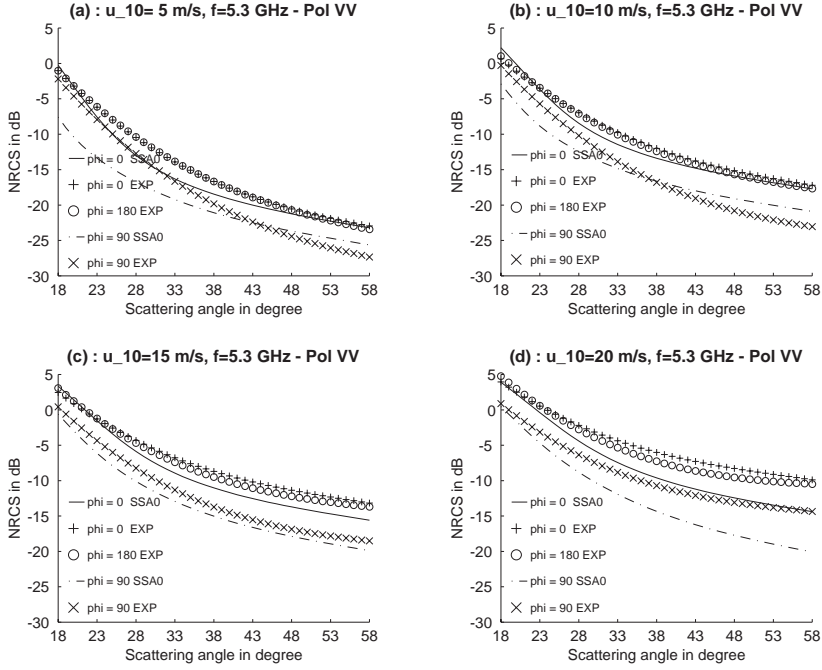 (a) : u_10= 5 m/s, f=5.3 GHz - Pol VV
5
0
-5
-10
-15
-20
-25
-30
NRCS in dB
phi = 0 SSA0
phi = 0 EXP
phi = 180 EXP
phi = 90 SSA0
phi = 90 EXP
18 23 28 33 38 43 48 53 58
Scattering angle in degree
(b) : u_10=10 m/s, f=5.3 GHz - Pol VV
5
0
-5
-10
-15
-20
-25
-30
NRCS in dB
phi = 0 SSA0
phi = 0 EXP
phi = 180 EXP
phi = 90 SSA0
phi = 90 EXP
18 23 28 33 38 43 48 53 58
Scattering angle in degree
(c) : u_10=15 m/s, f=5.3 GHz - Pol VV
5
0
-5
-10
-15
-20
-25
-30
NRCS in dB
phi = 0 SSA0
phi = 0 EXP
phi = 180 EXP
phi = 90 SSA0
phi = 90 EXP
18 23 28 33 38 43 48 53 58
Scattering angle in degree
(d) : u_10=20 m/s, f=5.3 GHz - Pol VV
5
0
-5
-10
-15
-20
-25
-30
NRCS in dB
phi = 0 SSA0
phi = 0 EXP
phi = 180 EXP
phi = 90 SSA0
phi = 90 EXP
18 23 28 33 38 43 48 53 58
Scattering angle in degree